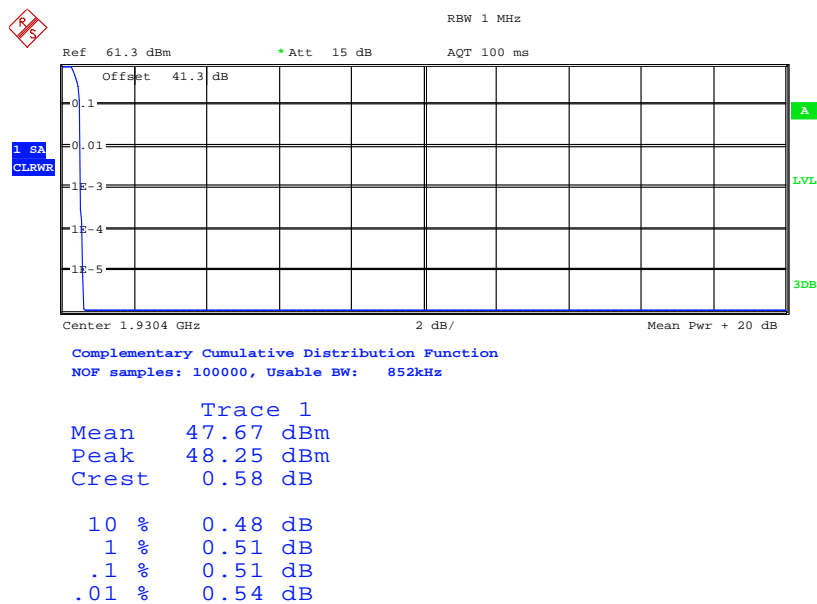 R S
RBW 1 MHz
Ref 61.3 dBm * Att 15 dB AQT 100 ms
Offset 41.3 dB
0.1
A
0.01
1 SA
CLRWR
1E-3
LVL
1E-4
1E-5
3DB
Center 1.9304 GHz 2 dB/ Mean Pwr + 20 dB
Complementary Cumulative Distribution Function
NOF samples: 100000, Usable BW: 852kHz
Trace 1
Mean 47.67 dBm
Peak 48.25 dBm
Crest 0.58 dB
10 % 0.48 dB
1 % 0.51 dB
.1 % 0.51 dB
.01 % 0.54 dB